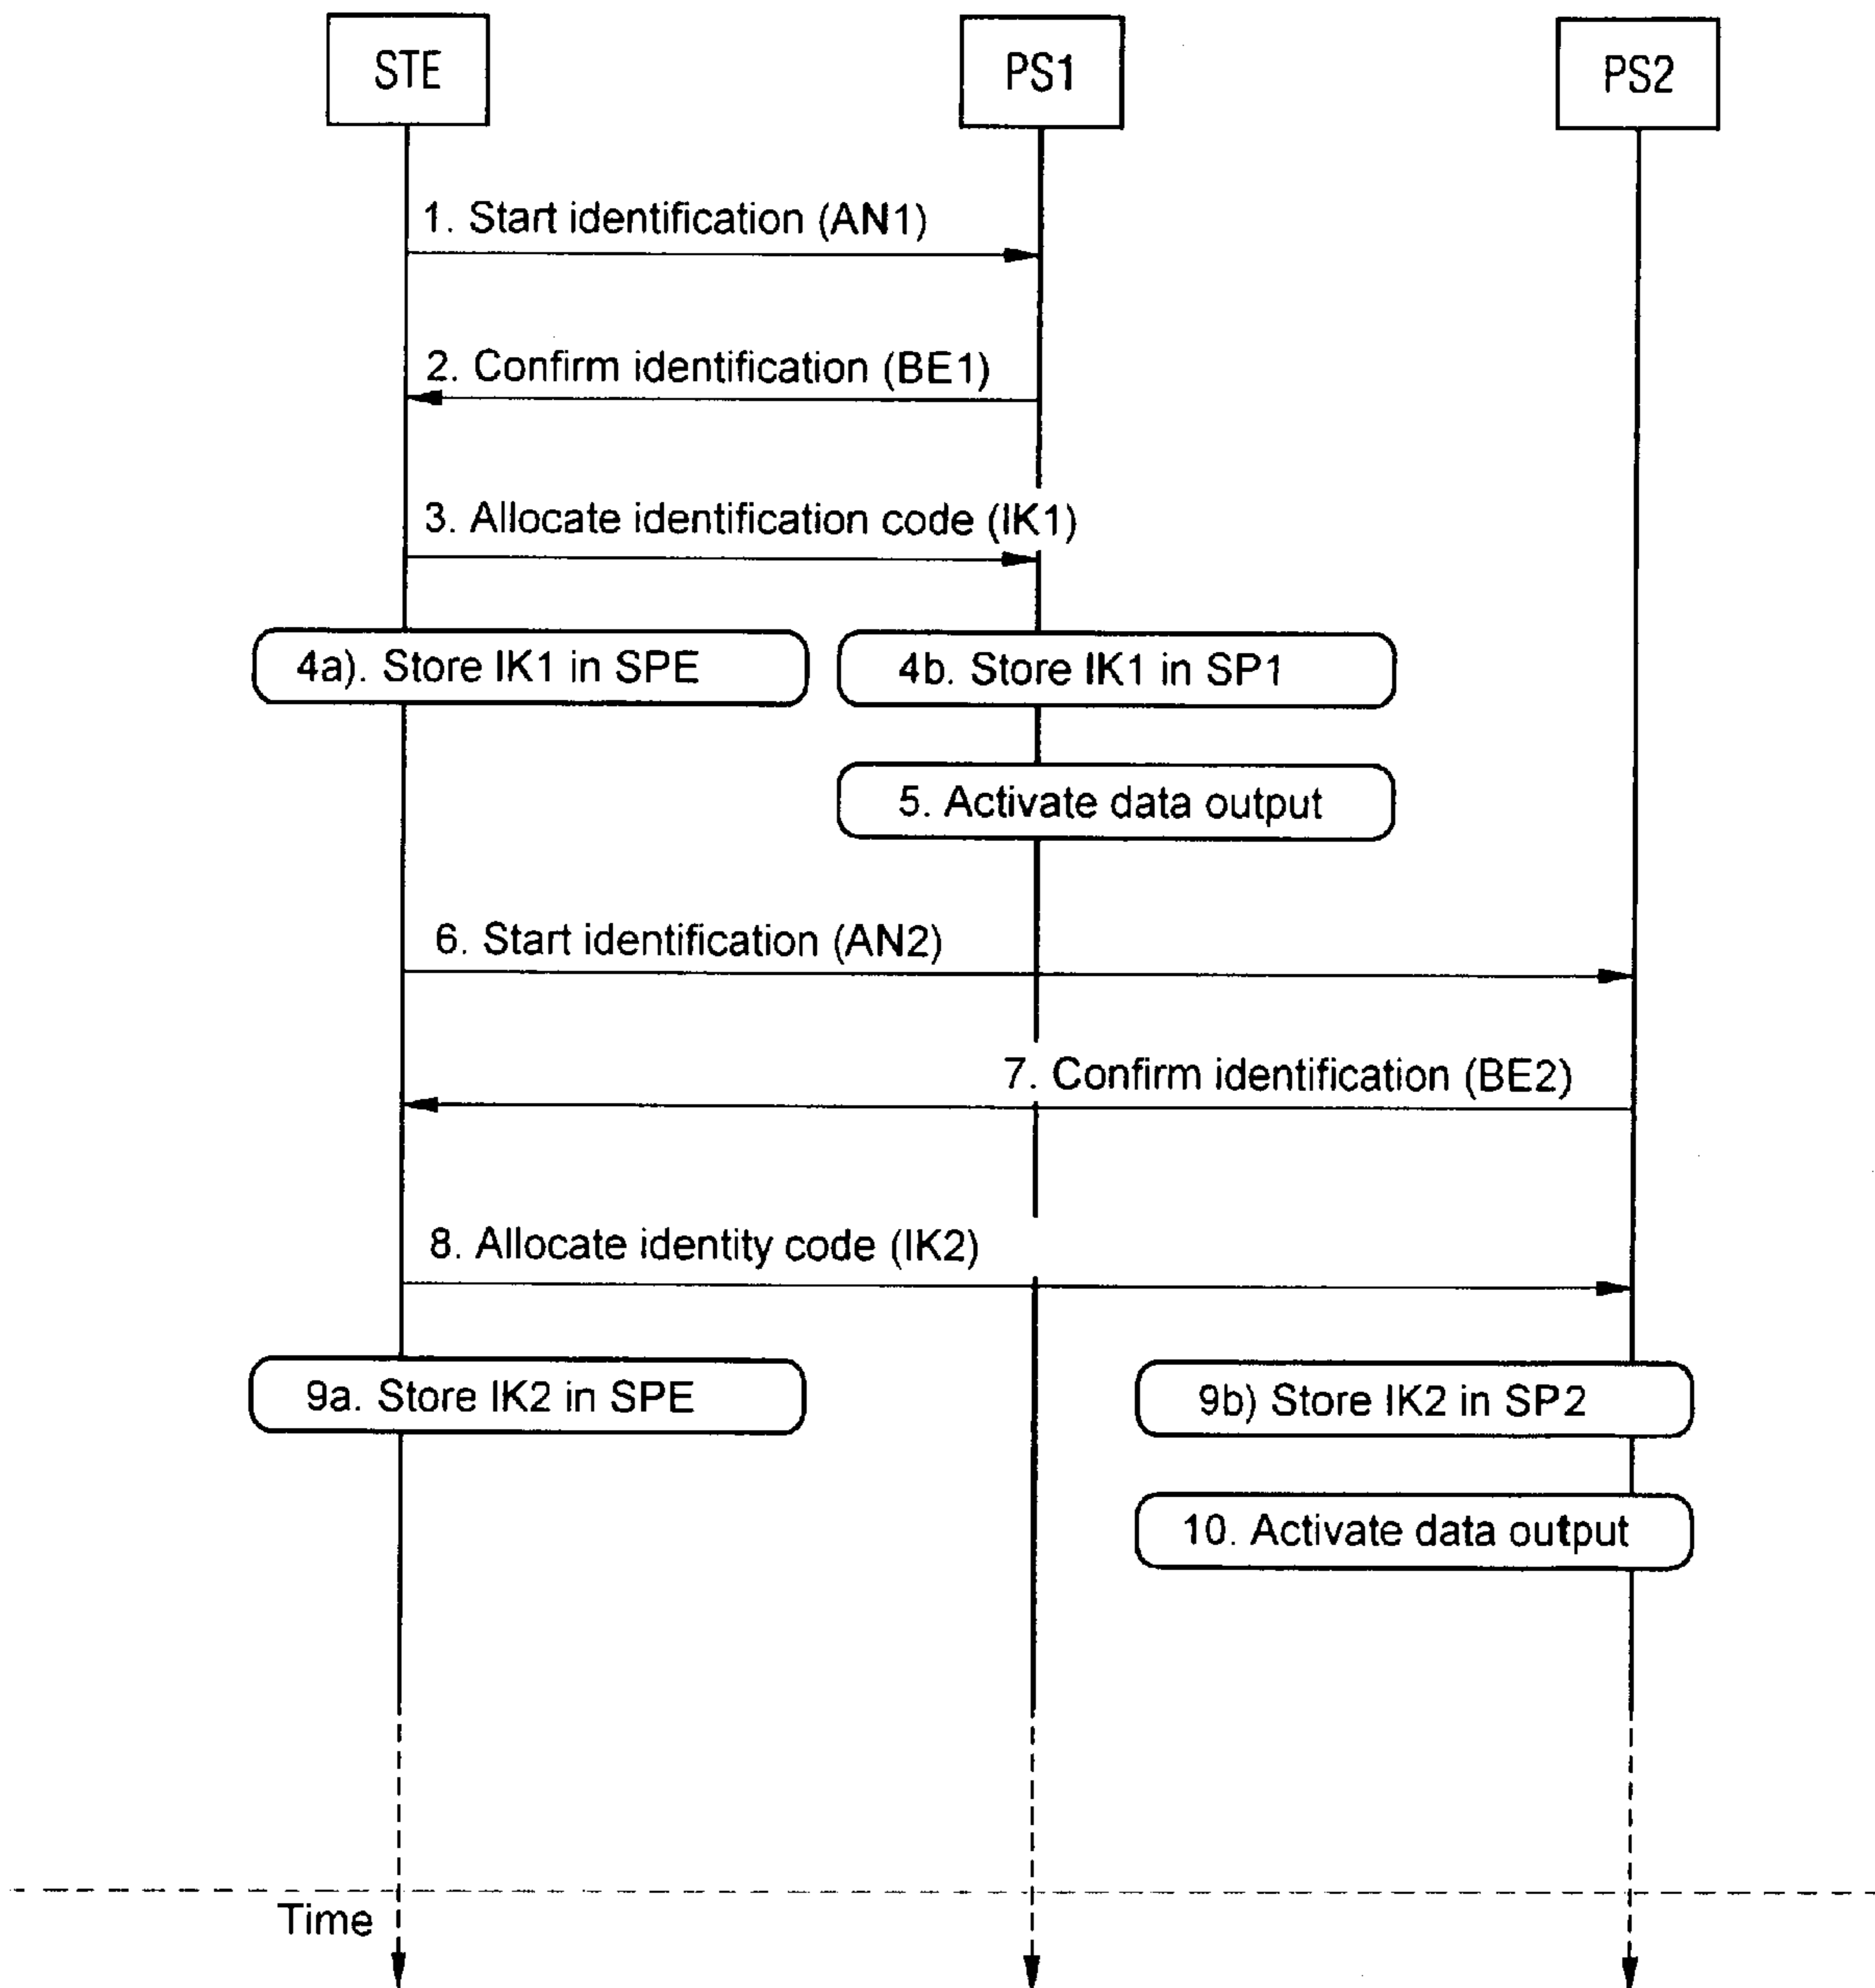 STE
PS1
PS2
1. Start identification (AN1)
2. Confirm identification (BE1)
3. Allocate identification code (IK1)
4a). Store IK1 in SPE
4b. Store IK1 in SP1
5. Activate data output
6. Start identification (AN2)
7. Confirm identification (BE2)
8. Allocate identity code (IK2)
9a. Store IK2 in SPE
9b) Store IK2 in SP2
10. Activate data output
Time